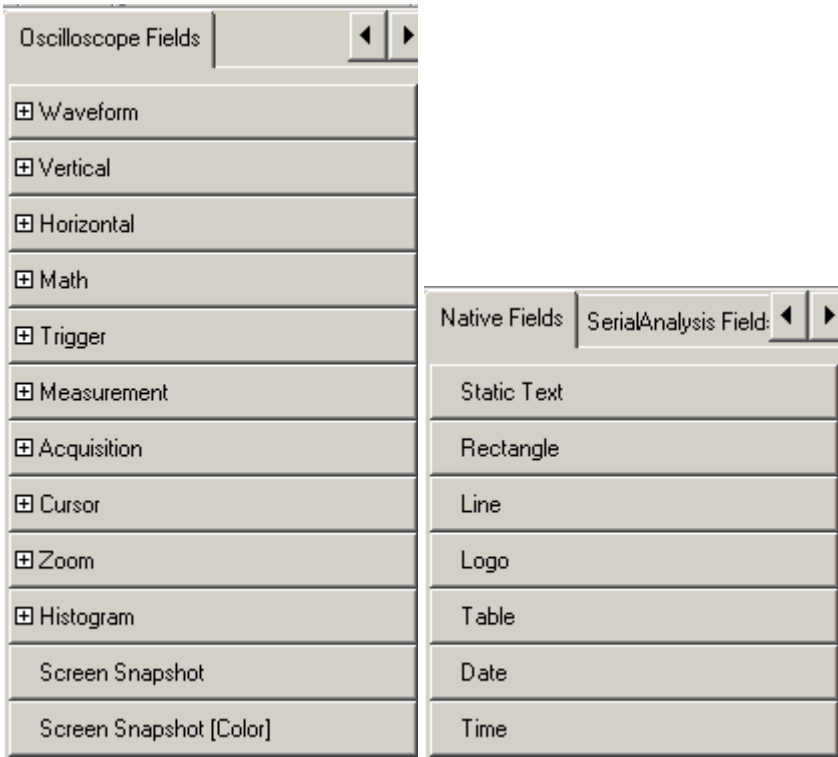 Oscilloscope Fields
Waveform
Vertical
Horizontal
Math
Trigger
Measurement
Acquisition
Cursor
Zoom
Histogram
Screen Snapshot
Screen Snapshot [Color]
Native Fields
SerialAnalysis Fields
Static Text
Rectangle
Line
Logo
Table
Date
Time